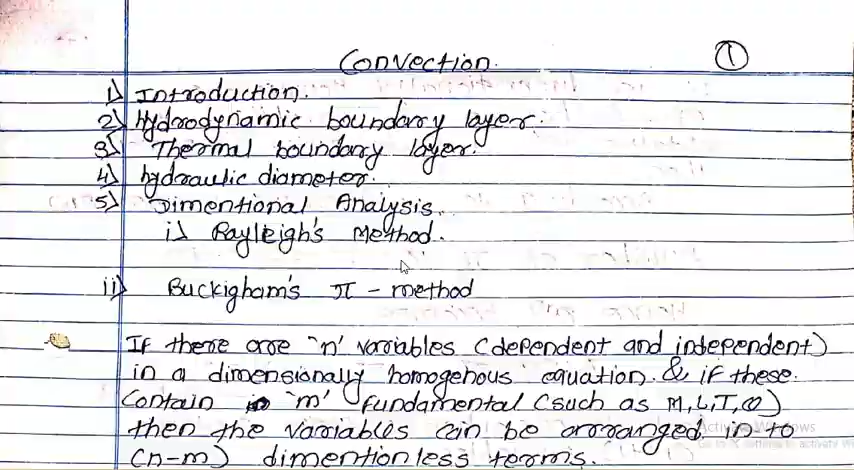 Convection.
1
1) Introduction.
2) hydrodynamic boundary layer.
3) Thermal boundary layer.
4) hydraulic diameter.
5) Dimentional Analysis.
i) Rayleigh's Method.
ii) Buckigham's π - method
If there are 'n' variables (dependent and independent)
in a dimensionally homogenous equation. & if these
Contain 'm' fundamental (such as M, L, T, θ)
then the variables can be arranged in to
(n-m) dimentionless terms.